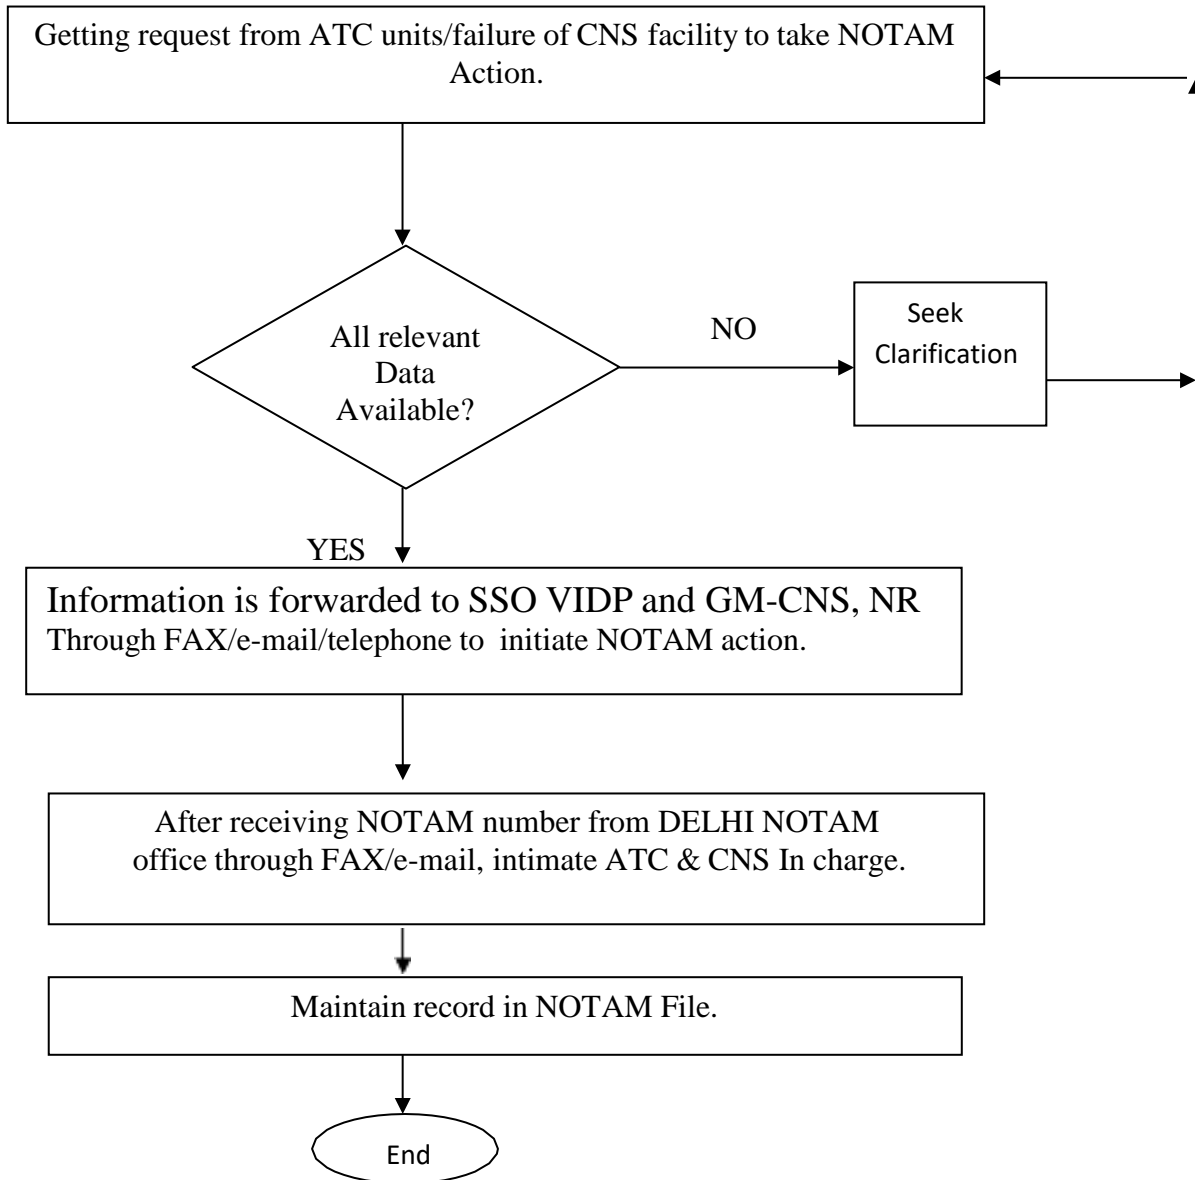 Getting request from ATC units/failure of CNS facility to take NOTAM
Action.
All relevant
Data
Available?
NO
Seek
Clarification
YES
Information is forwarded to SSO VIDP and GM-CNS, NR
Through FAX/e-mail/telephone to initiate NOTAM action.
After receiving NOTAM number from DELHI NOTAM
office through FAX/e-mail, intimate ATC & CNS In charge.
Maintain record in NOTAM File.
End